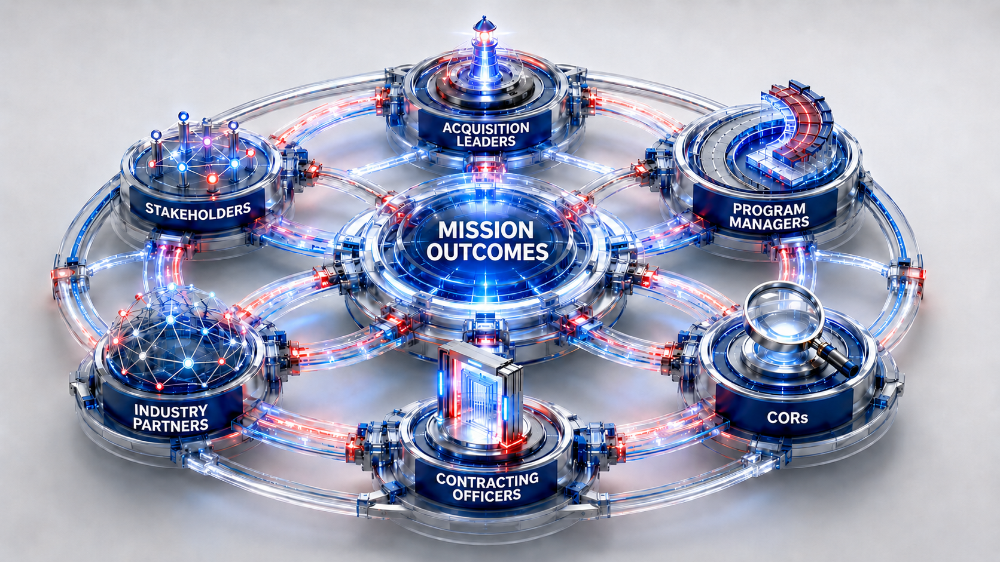 ACQUISITION
LEADERS
STAKEHOLDERS
PROGRAM
MANAGERS
MISSION
OUTCOMES
INDUSTRY
PARTNERS
CORs
CONTRACTING
OFFICERS